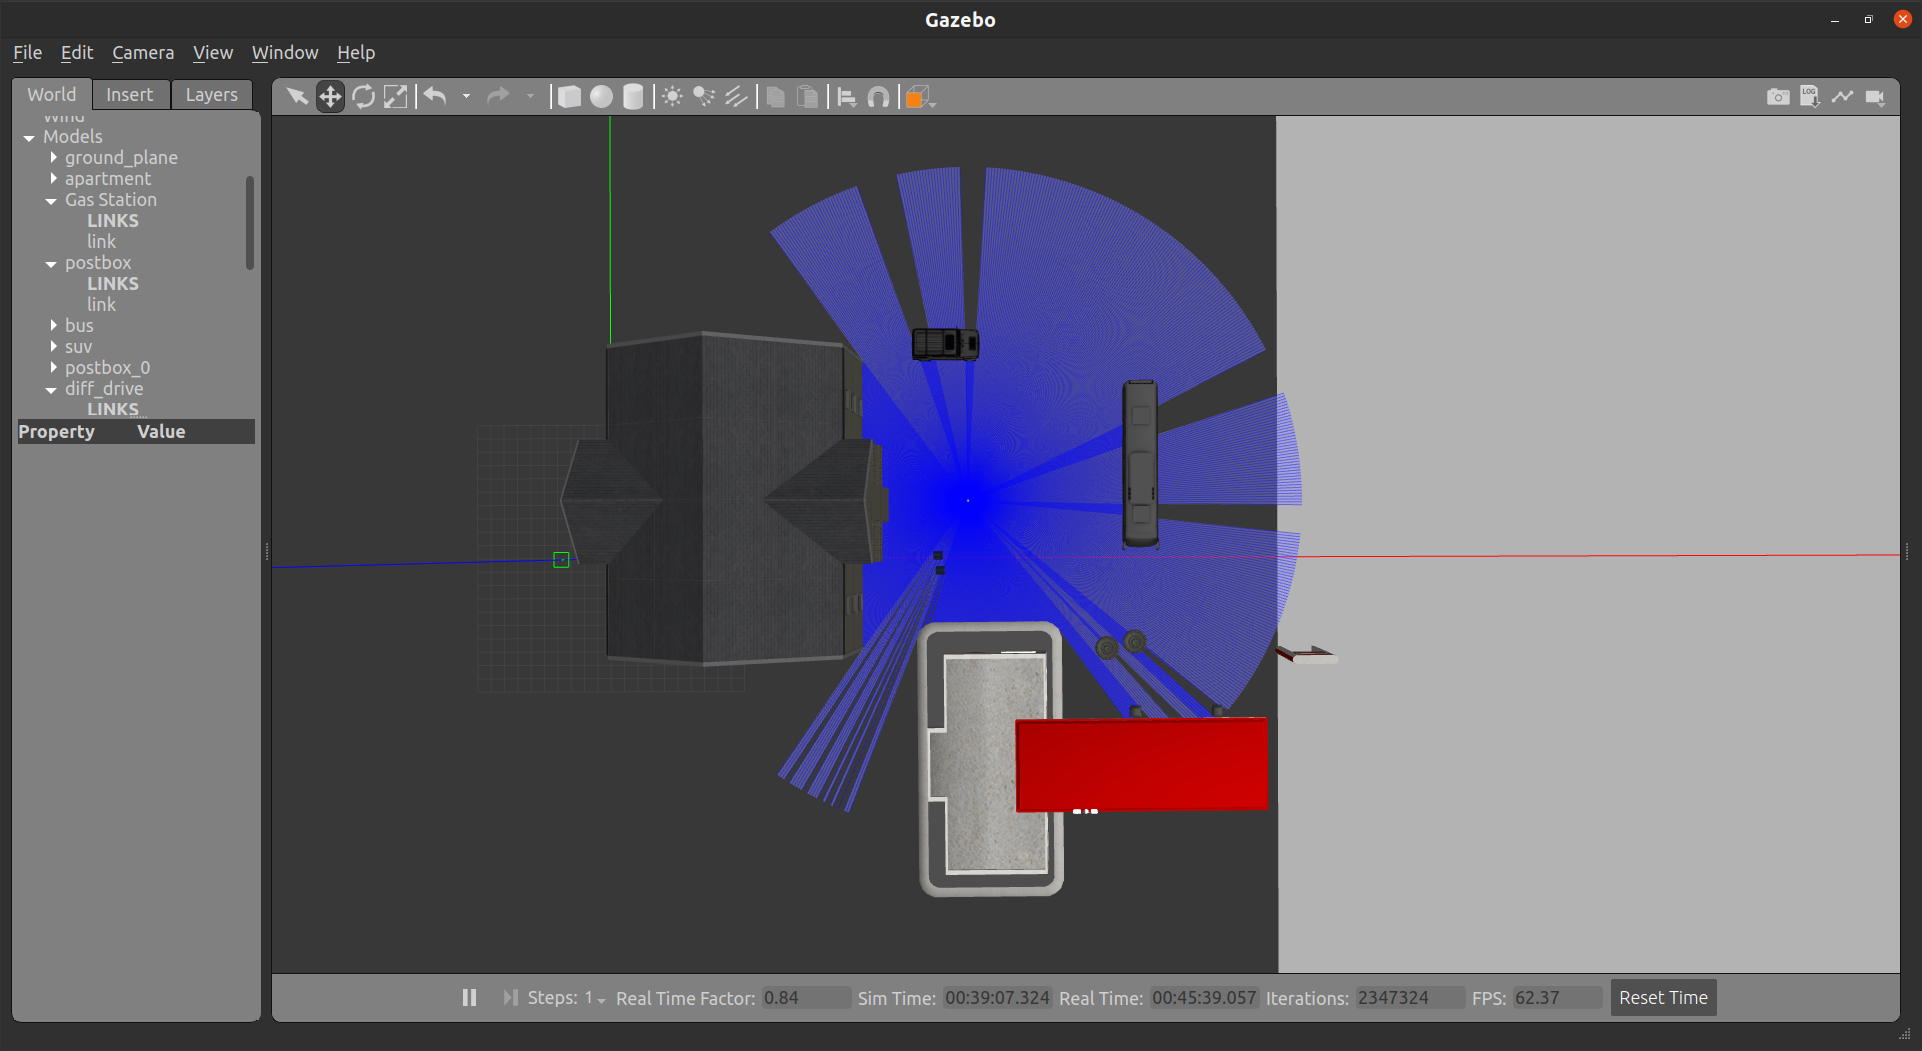 Gazebo
File Edit Camera View Window Help
World Insert Layers
Wind
Models
ground_plane
apartment
Gas Station
LINKS
link
postbox
LINKS
link
bus
suv
postbox_0
diff_drive
LINKS
Property Value
LOG
Steps: 1 Real Time Factor: 0.84 Sim Time: 00:39:07.324 Real Time: 00:45:39.057 Iterations: 2347324 FPS: 62.37 Reset Time